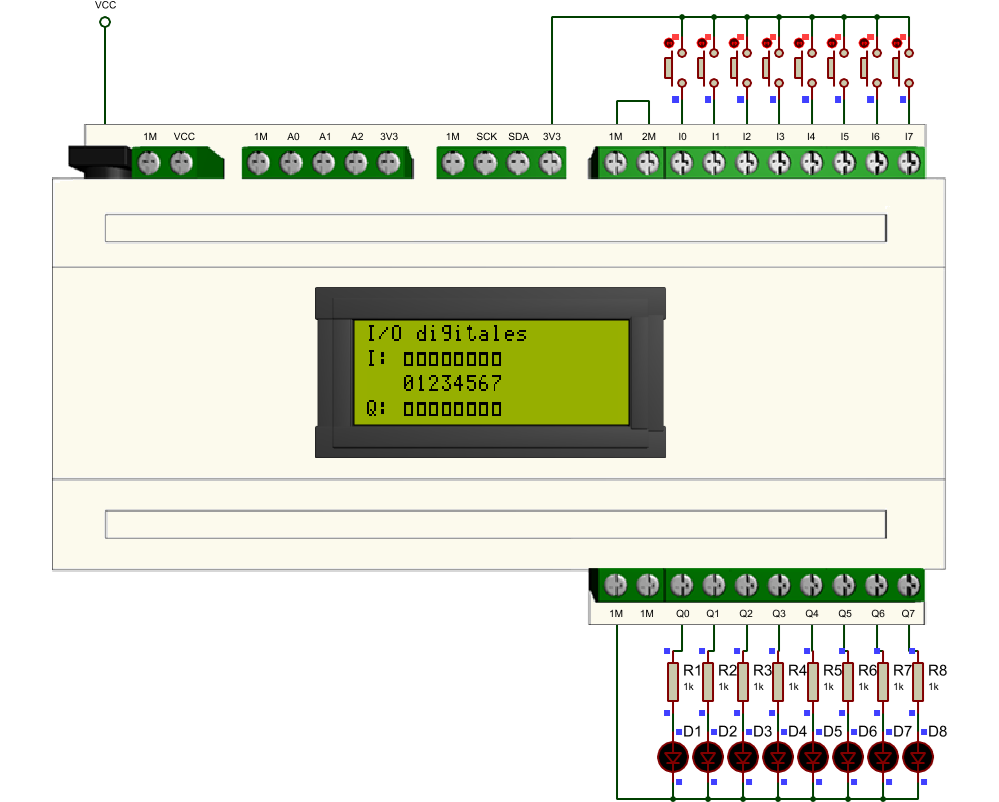 VCC
1M VCC 1M A0 A1 A2 3V3 1M SCK SDA 3V3 1M 2M I0 I1 I2 I3 I4 I5 I6 I7
I/O digitales
I: 
01234567
Q: 
1M 1M Q0 Q1 Q2 Q3 Q4 Q5 Q6 Q7
R1 R2 R3 R4 R5 R6 R7 R8
1k 1k 1k 1k 1k 1k 1k 1k
D1 D2 D3 D4 D5 D6 D7 D8